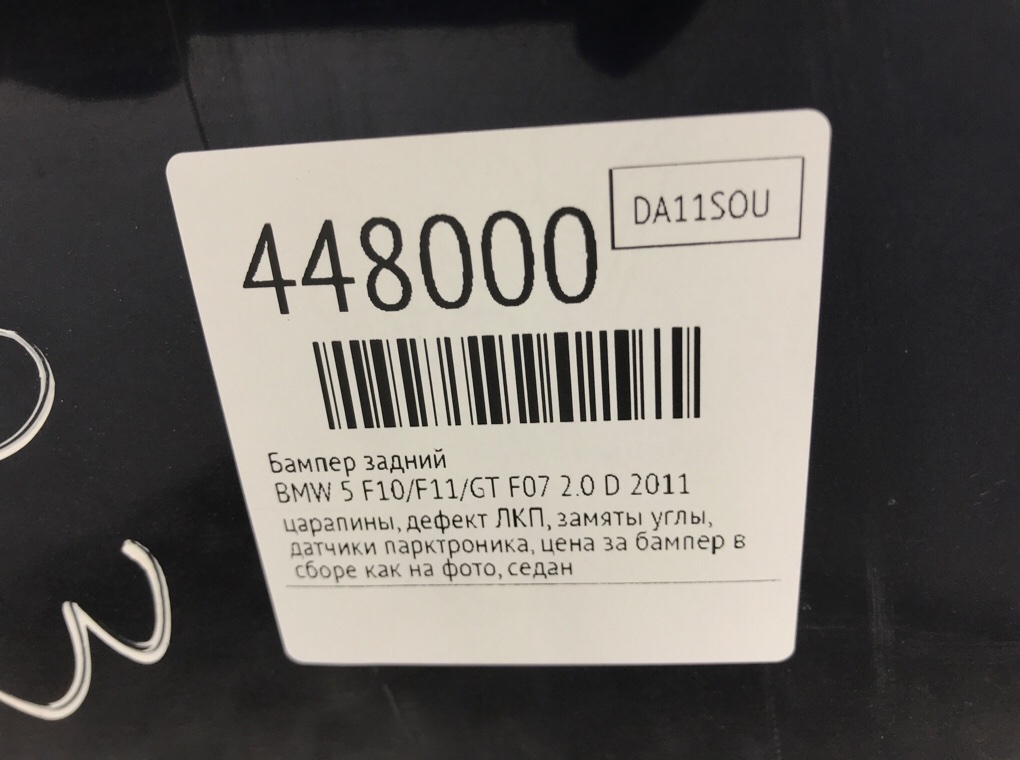 DA11SOU
448000
Бампер задний
BMW 5 F10/F11/GT F07 2.0 D 2011
царапины, дефект ЛКП, замяты углы,
датчики парктроника, цена за бампер в
сборе как на фото, седан